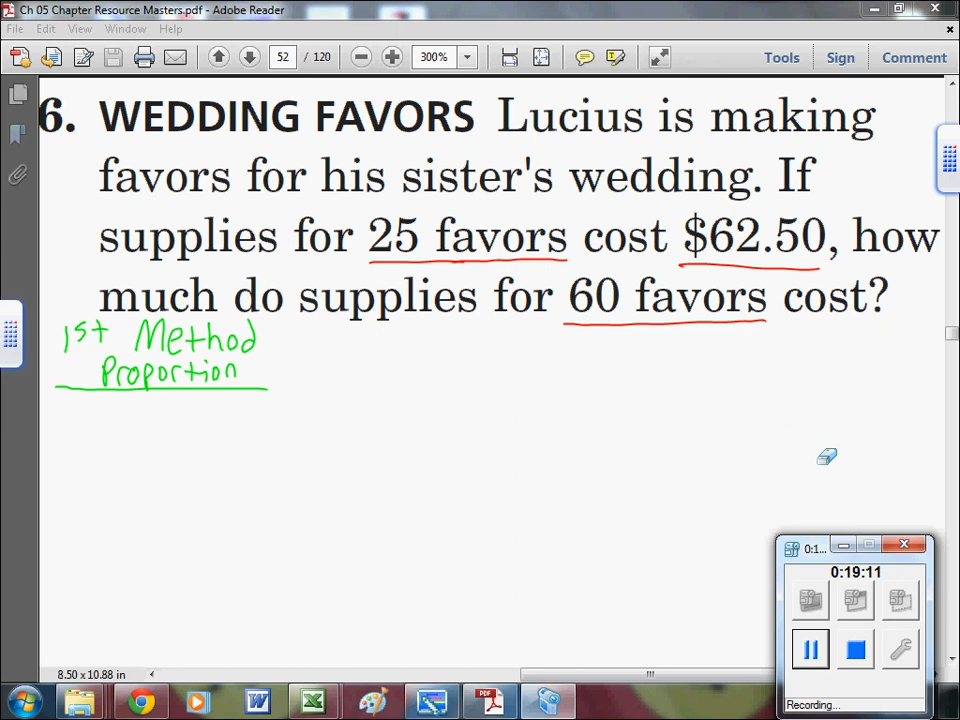 Ch 05 Chapter Resource Masters.pdf - Adobe Reader
File Edit View Window Help
52 / 120 300% Tools Sign Comment
6. WEDDING FAVORS Lucius is making
favors for his sister's wedding. If
supplies for 25 favors cost $62.50, how
much do supplies for 60 favors cost?
1st Method
Proportion
0:1...
0:19:11
Recording...
8.50 x 10.88 in